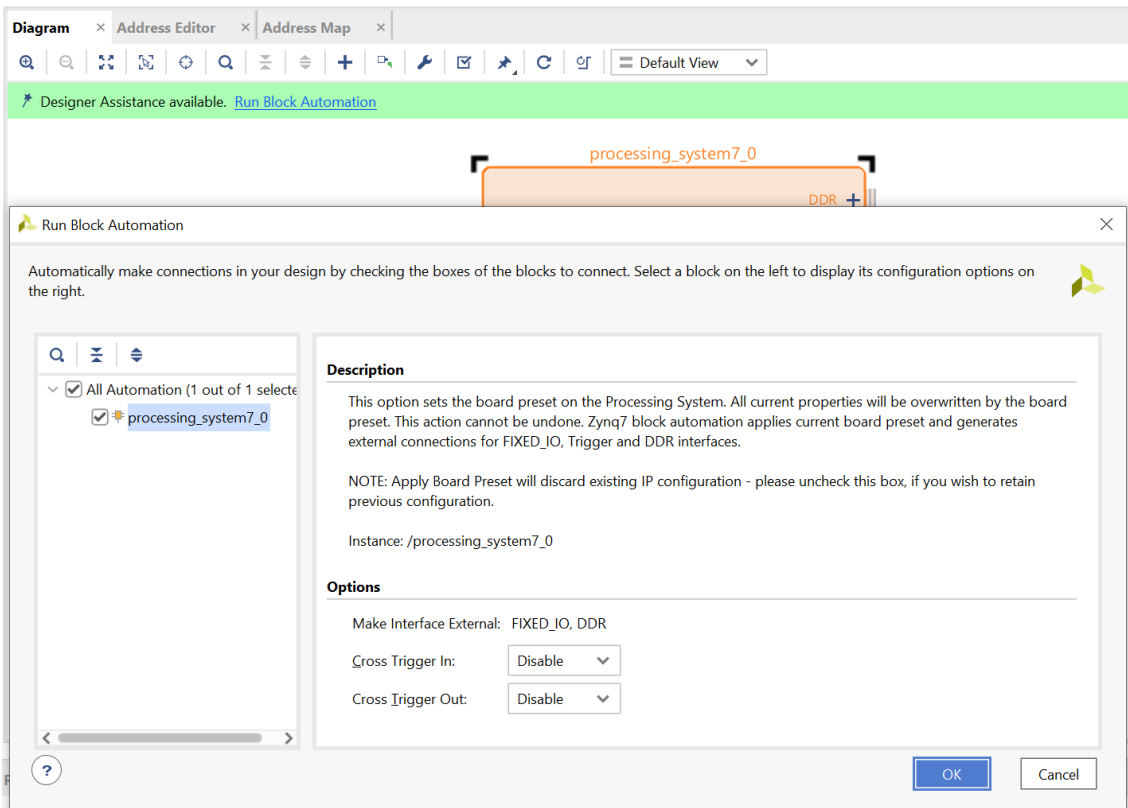 Diagram × Address Editor × Address Map ×
Default View
Designer Assistance available. Run Block Automation
processing_system7_0
DDR
Run Block Automation
Automatically make connections in your design by checking the boxes of the blocks to connect. Select a block on the left to display its configuration options on
the right.
All Automation (1 out of 1 selecte
processing_system7_0
Description
This option sets the board preset on the Processing System. All current properties will be overwritten by the board
preset. This action cannot be undone. Zynq7 block automation applies current board preset and generates
external connections for FIXED_IO, Trigger and DDR interfaces.
NOTE: Apply Board Preset will discard existing IP configuration - please uncheck this box, if you wish to retain
previous configuration.
Instance: /processing_system7_0
Options
Make Interface External: FIXED_IO, DDR
Cross Trigger In: Disable
Cross Trigger Out: Disable
?
OK Cancel